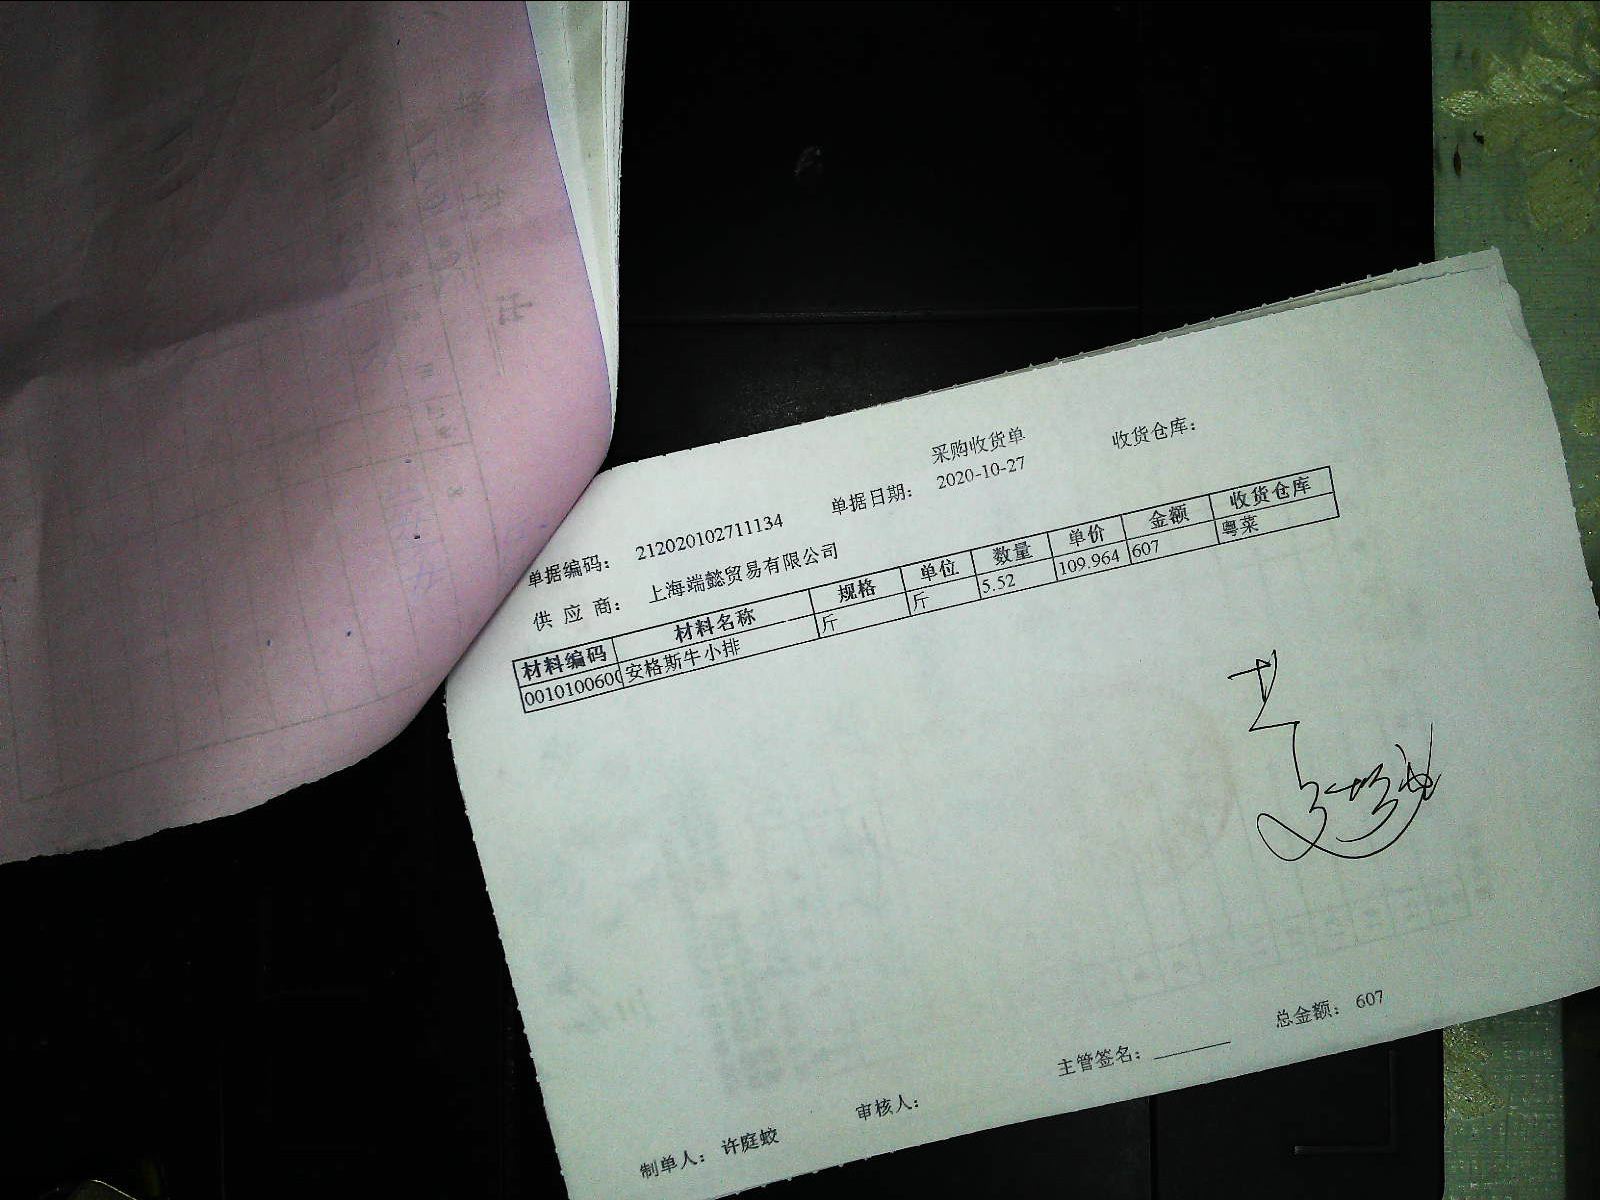 采购收货单
单据编码： 212020102711134 单据日期： 2020-10-27 收货仓库：
供 应 商： 上海端懿贸易有限公司
材料编码 材料名称 规格 单位 数量 单价 金额 收货仓库
0010100600 安格斯牛小排 斤 斤 5.52 109.964 607 粤菜
总金额： 607
制单人： 许庭蛟 审核人： 主管签名：